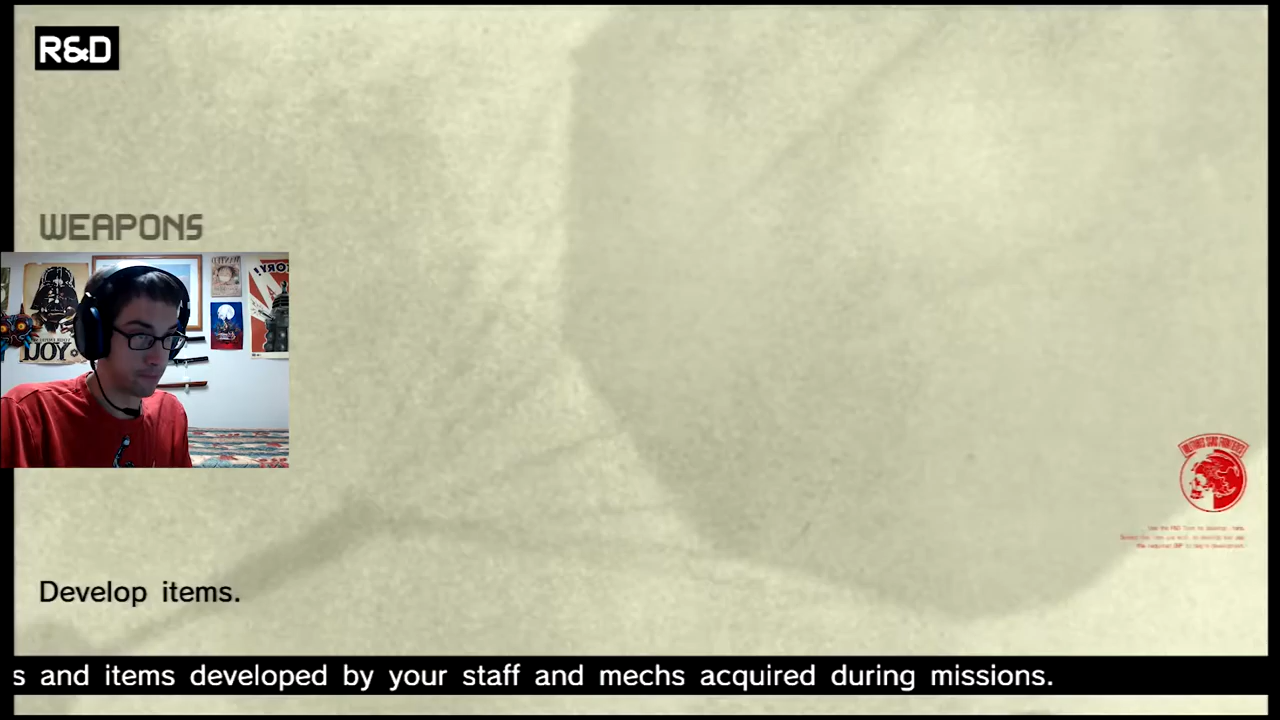 R&D
WEAPONS
Develop items.
s and items developed by your staff and mechs acquired during missions.